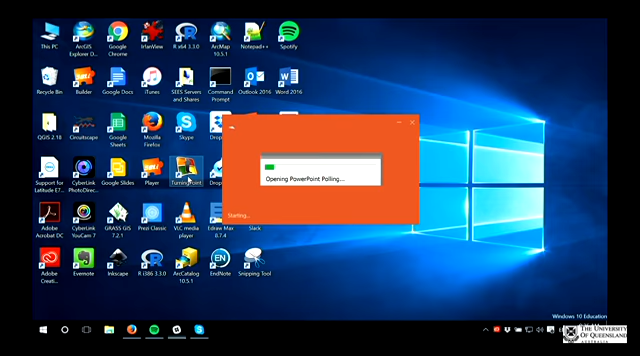 This PC
ArcGIS Explorer D...
Google Chrome
IrfanView
R x64 3.3.0
ArcMap 10.5.1
Notepad++
Spotify
Recycle Bin
Builder
Google Docs
iTunes
SEES Servers and Shares
Command Prompt
Outlook 2016
Word 2016
QGIS 2.18
Circuitscape
Google Sheets
Mozilla Firefox
Skype
Support for Latitude E7...
CyberLink PhotoDirec...
Google Slides
Player
TurningPoint
Opening PowerPoint Polling...
Starting...
Adobe Acrobat DC
CyberLink YouCam 7
GRASS GIS 7.2.1
Prezi Classic
VLC media player
Edraw Max 8.7.4
Slack
Adobe Creati...
Evernote
Inkscape
R i386 3.3.0
ArcCatalog 10.5.1
EndNote
Snipping Tool
Windows 10 Education
THE UNIVERSITY
OF QUEENSLAND
AUSTRALIA